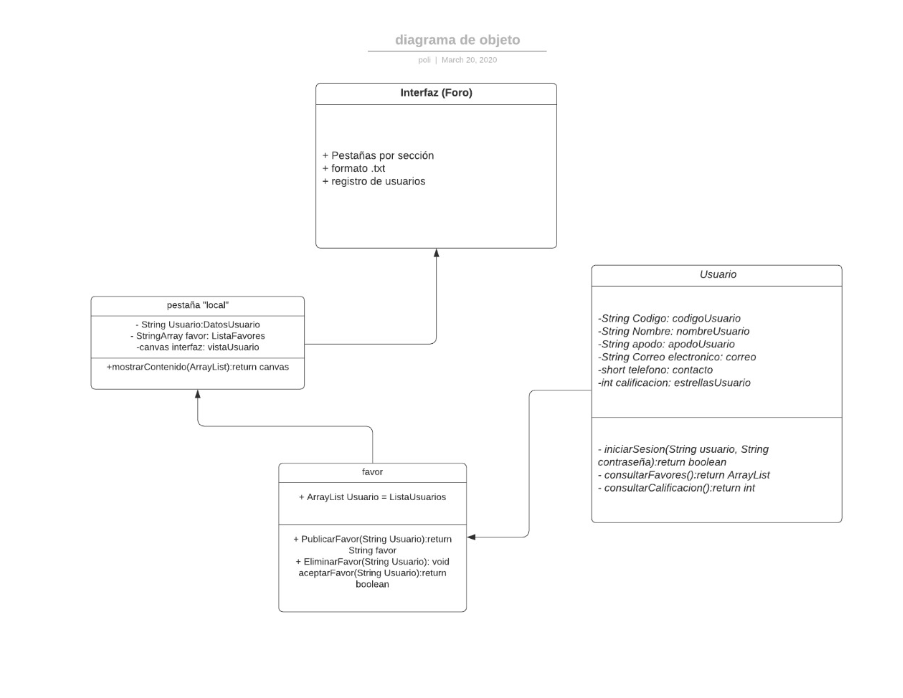 diagrama de objeto
poli | March 20, 2020
Interfaz (Foro)
+ Pestañas por sección
+ formato .txt
+ registro de usuarios
pestaña "local"
- String Usuario:DatosUsuario
- StringArray favor: ListaFavores
-canvas interfaz: vistaUsuario
+mostrarContenido(ArrayList):return canvas
favor
+ ArrayList Usuario = ListaUsuarios
+ PublicarFavor(String Usuario):return
String favor
+ EliminarFavor(String Usuario): void
aceptarFavor(String Usuario):return
boolean
Usuario
-String Codigo: codigoUsuario
-String Nombre: nombreUsuario
-String apodo: apodoUsuario
-String Correo electronico: correo
-short telefono: contacto
-int calificacion: estrellasUsuario
- iniciarSesion(String usuario, String
contraseña):return boolean
- consultarFavores():return ArrayList
- consultarCalificacion():return int